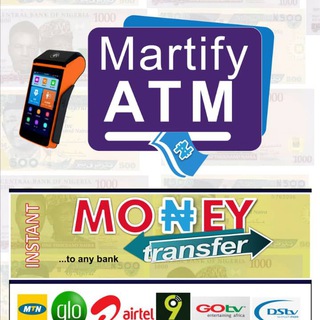 Martify
ATM
₦
INSTANT
MO₦EY
transfer
...to any bank
MTN glo airtel 9 GOtv DStv